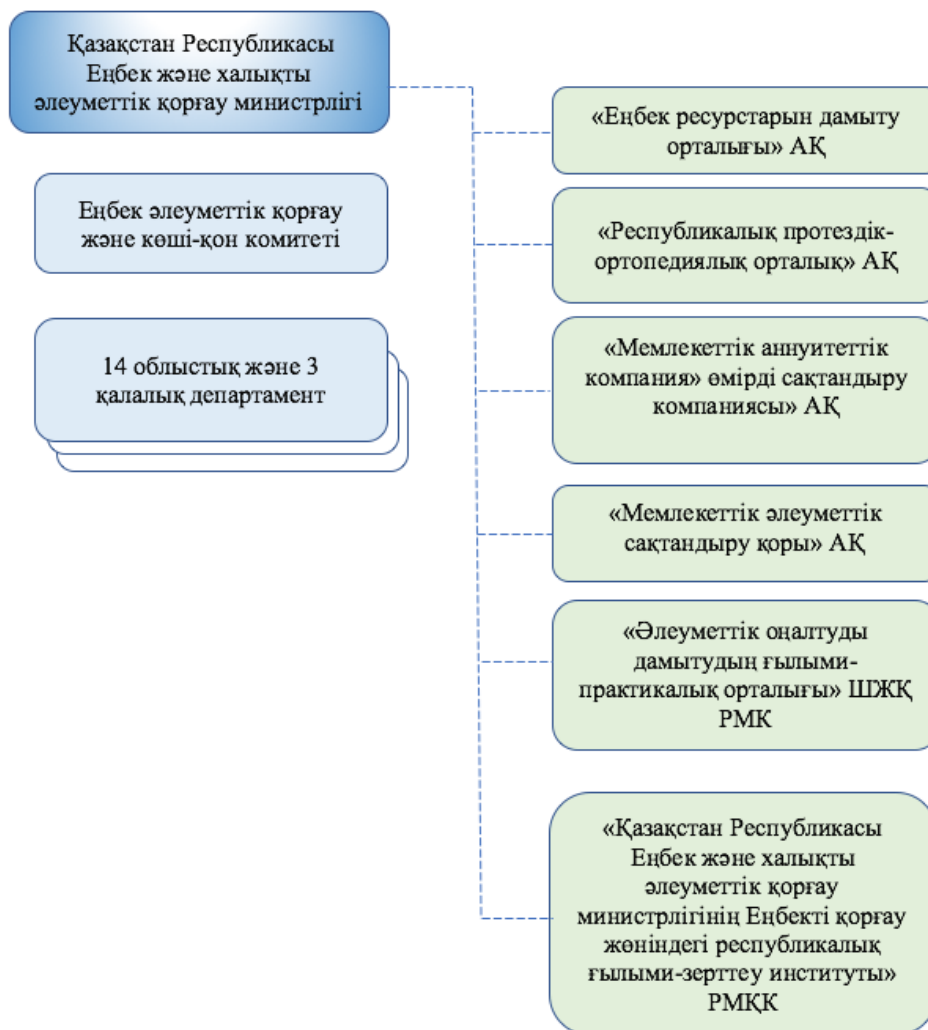 Қазақстан Республикасы
Еңбек және халықты
әлеуметтік қорғау министрлігі
Еңбек әлеуметтік қорғау
және көші-қон комитеті
14 облыстық және 3
қалалық департамент
«Еңбек ресурстарын дамыту
орталығы» АҚ
«Республикалық протездік-
ортопедиялық орталық» АҚ
«Мемлекеттік аннуитеттік
компания» өмірді сақтандыру
компаниясы» АҚ
«Мемлекеттік әлеуметтік
сақтандыру қоры» АҚ
«Әлеуметтік оңалтуды
дамытудың ғылыми-
практикалық орталығы» ШЖҚ
РМК
«Қазақстан Республикасы
Еңбек және халықты
әлеуметтік қорғау
министрлігінің Еңбекті қорғау
жөніндегі республикалық
ғылыми-зерттеу институты»
РМҚК